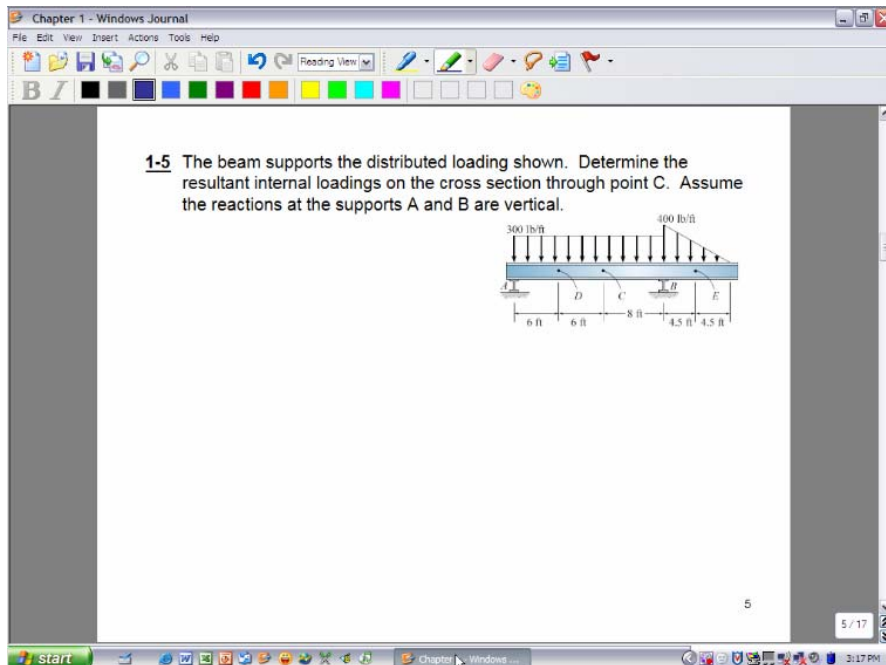 Chapter 1 - Windows Journal
File Edit View Insert Actions Tools Help
Reading View
B I
1-5 The beam supports the distributed loading shown. Determine the
resultant internal loadings on the cross section through point C. Assume
the reactions at the supports A and B are vertical.
400 lb/ft
300 lb/ft
A B
D C E
6 ft 6 ft 8 ft 4.5 ft 4.5 ft
5
5 / 17
start Chapter Windows ... 3:17 PM